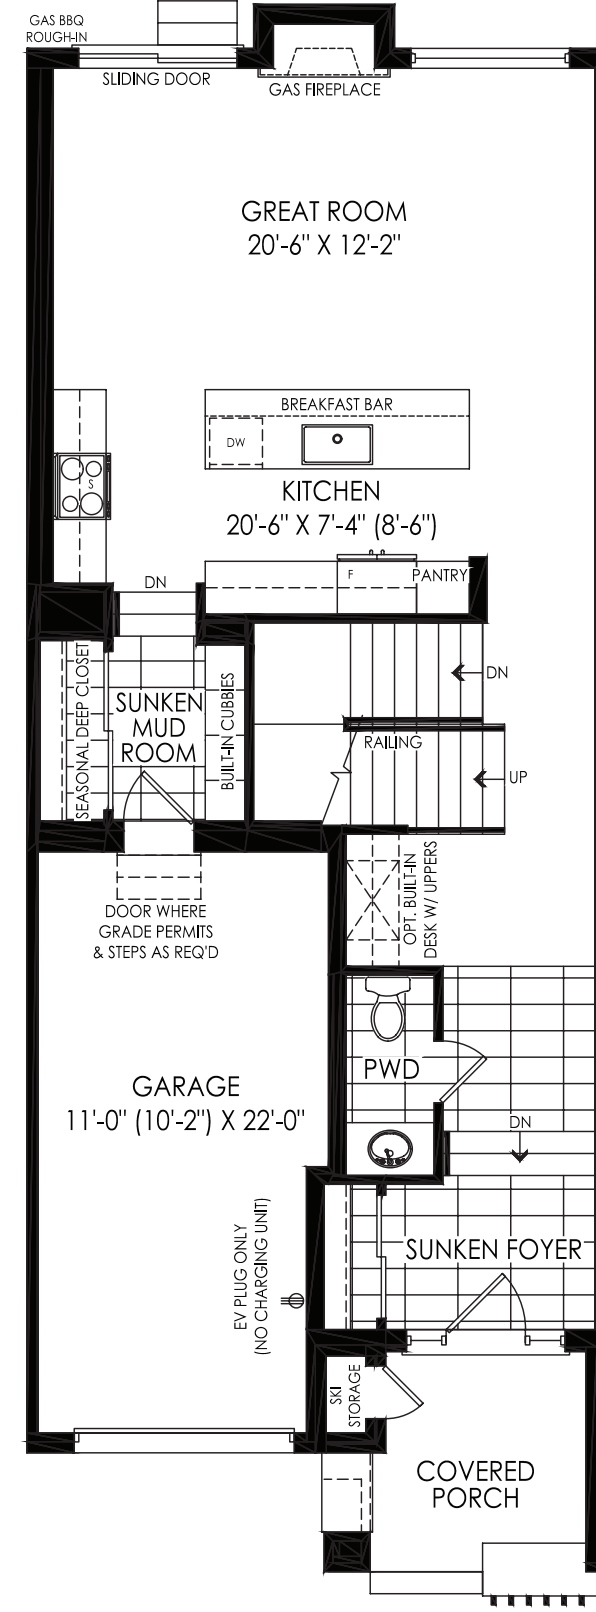 GAS BBQ
ROUGH-IN
SLIDING DOOR
GAS FIREPLACE
GREAT ROOM
20'-6" X 12'-2"
BREAKFAST BAR
DW
S
KITCHEN
20'-6" X 7'-4" (8'-6")
F
PANTRY
DN
SEASONAL DEEP CLOSET
SUNKEN
MUD
ROOM
BUILT-IN CUBBIES
DN
RAILING
UP
DOOR WHERE
GRADE PERMITS
& STEPS AS REQ'D
OPT. BUILT-IN
DESK W/ UPPERS
PWD
GARAGE
11'-0" (10'-2") X 22'-0"
DN
EV PLUG ONLY
(NO CHARGING UNIT)
SUNKEN FOYER
SKI
STORAGE
COVERED
PORCH